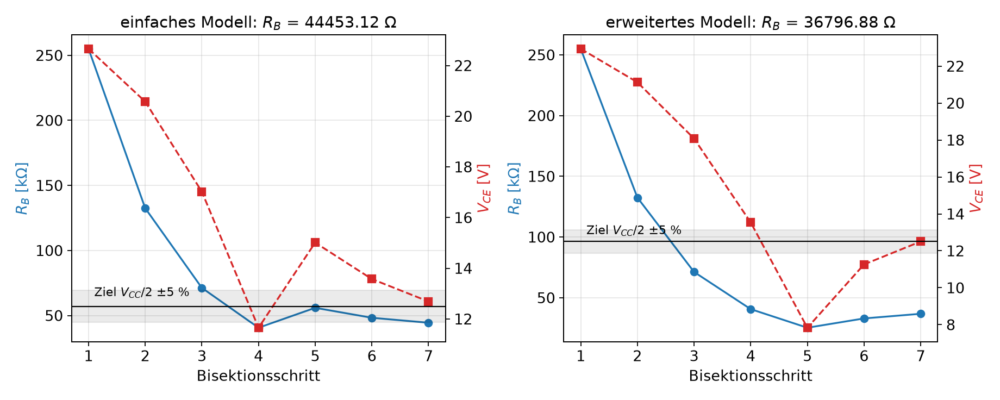 einfaches Modell: R_B = 44453.12 Ω
250
200
150
100
50
R_B [kΩ]
22
20
18
16
14
12
V_CE [V]
Ziel V_CC/2 ±5 %
1 2 3 4 5 6 7
Bisektionsschritt
erweitertes Modell: R_B = 36796.88 Ω
250
200
150
100
50
R_B [kΩ]
22
20
18
16
14
12
10
8
V_CE [V]
Ziel V_CC/2 ±5 %
1 2 3 4 5 6 7
Bisektionsschritt